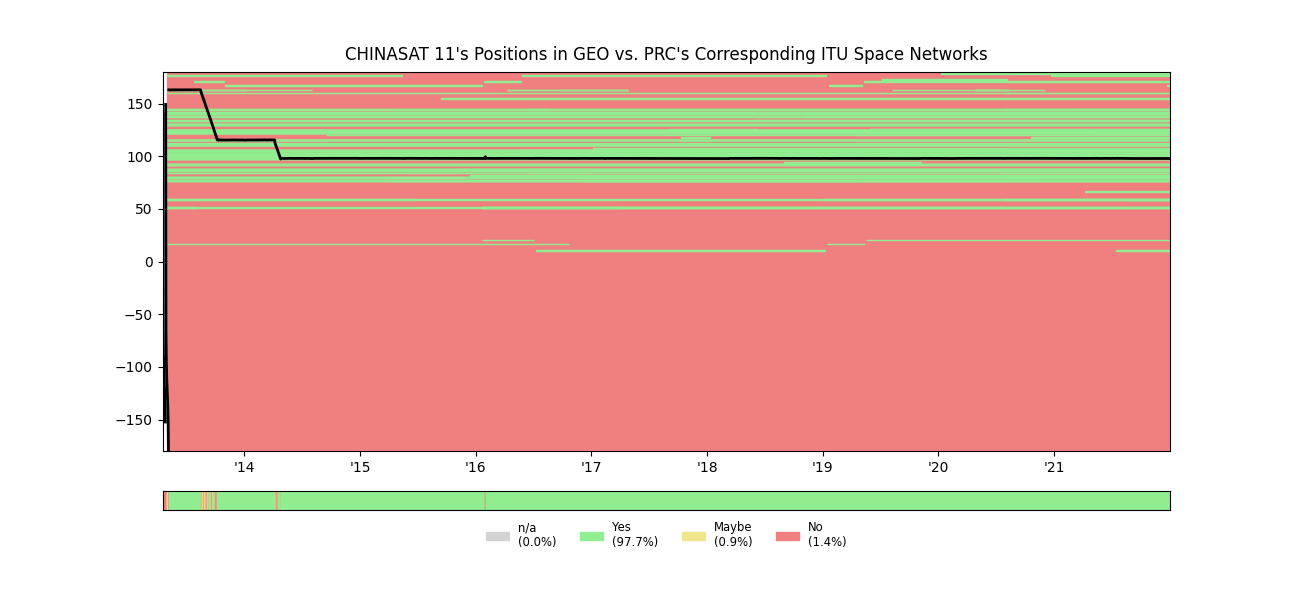 CHINASAT 11's Positions in GEO vs. PRC's Corresponding ITU Space Networks
150
100
50
0
−50
−100
−150
'14 '15 '16 '17 '18 '19 '20 '21
n/a Yes Maybe No
(0.0%) (97.7%) (0.9%) (1.4%)